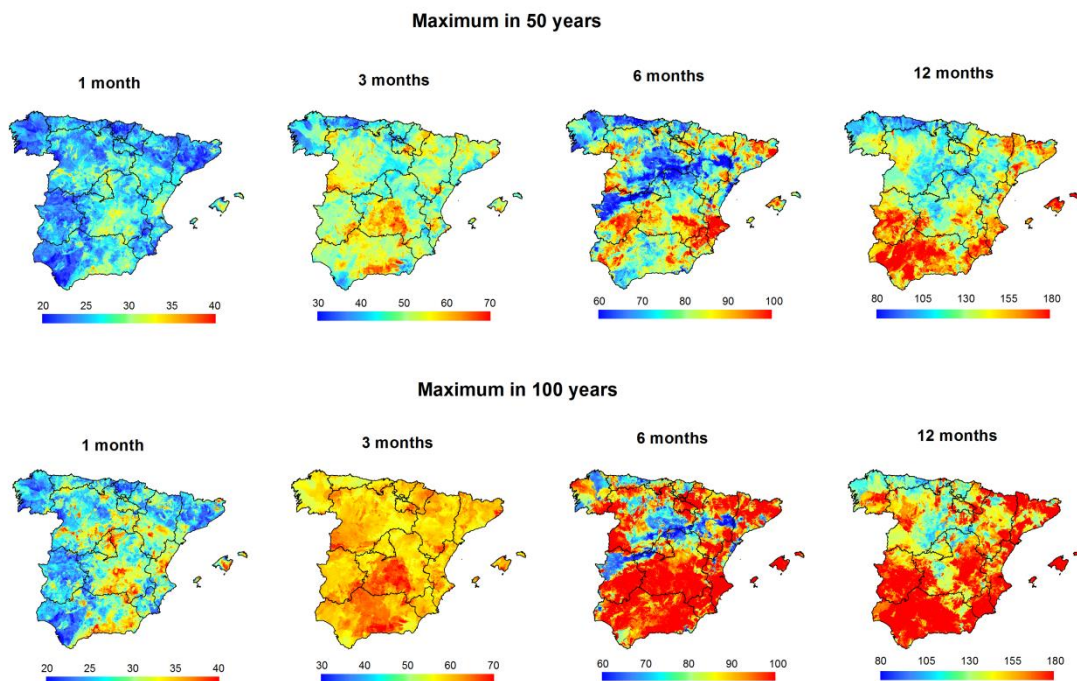 Maximum in 50 years
1 month
3 months
6 months
12 months
20 25 30 35 40
30 40 50 60 70
60 70 80 90 100
80 105 130 155 180
Maximum in 100 years
1 month
3 months
6 months
12 months
20 25 30 35 40
30 40 50 60 70
60 70 80 90 100
80 105 130 155 180